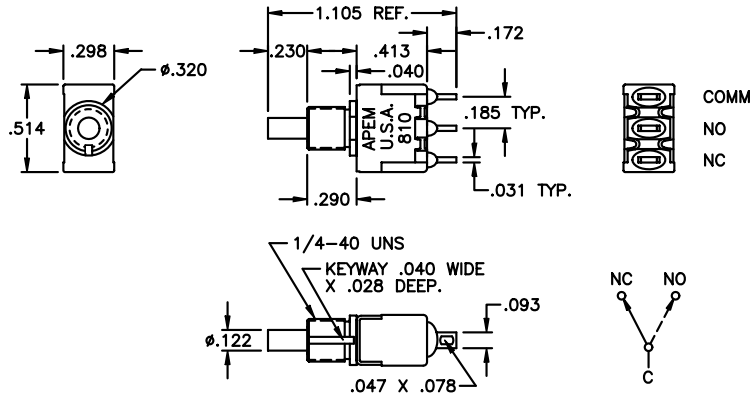 1.105 REF.
.172
.298
.230
.413
ø.320
.040
.514
.185 TYP.
APEM
U.S.A.
810
COMM
NO
NC
.031 TYP.
.290
1/4-40 UNS
KEYWAY .040 WIDE
X .028 DEEP.
NC NO
.093
ø.122
.047 X .078
C